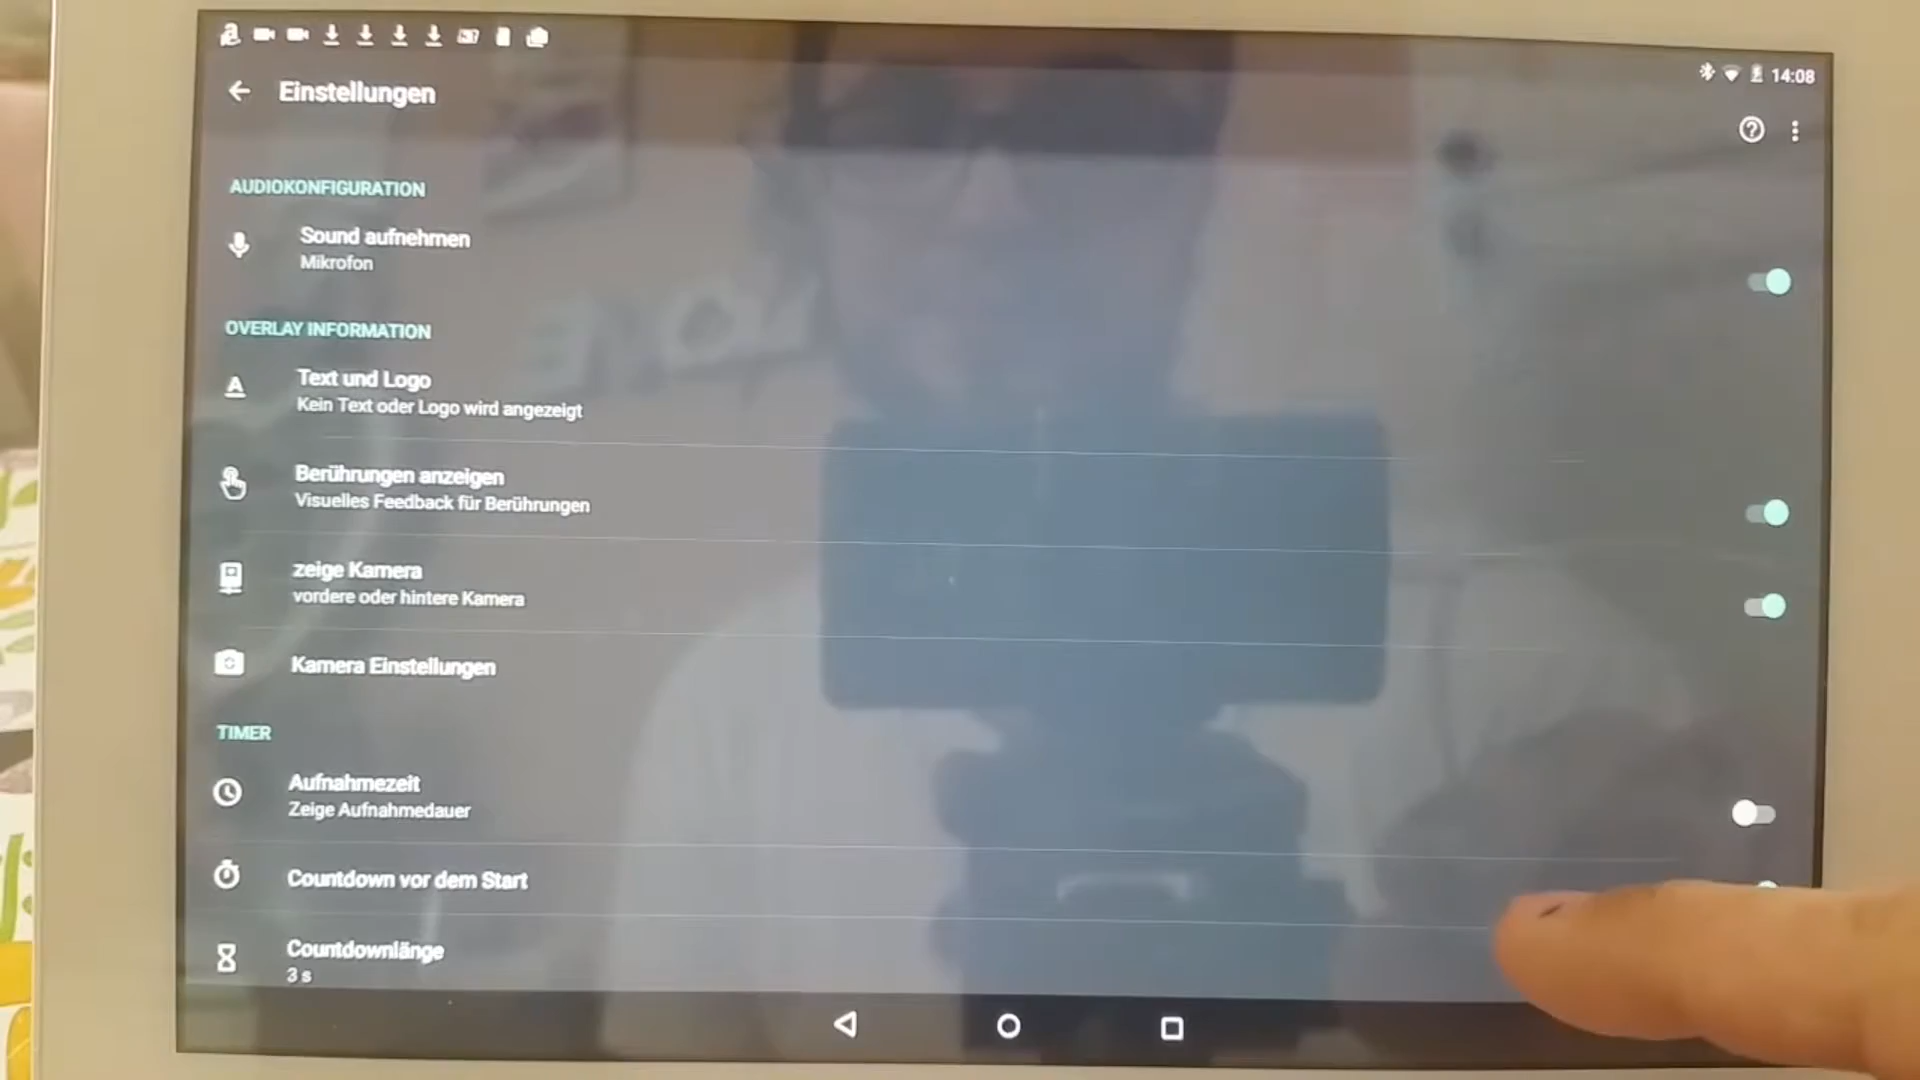 14:08
Einstellungen
AUDIOKONFIGURATION
Sound aufnehmen
Mikrofon
OVERLAY INFORMATION
Text und Logo
Kein Text oder Logo wird angezeigt
Berührungen anzeigen
Visuelles Feedback für Berührungen
zeige Kamera
vordere oder hintere Kamera
Kamera Einstellungen
TIMER
Aufnahmezeit
Zeige Aufnahmedauer
Countdown vor dem Start
Countdownlänge
3 s